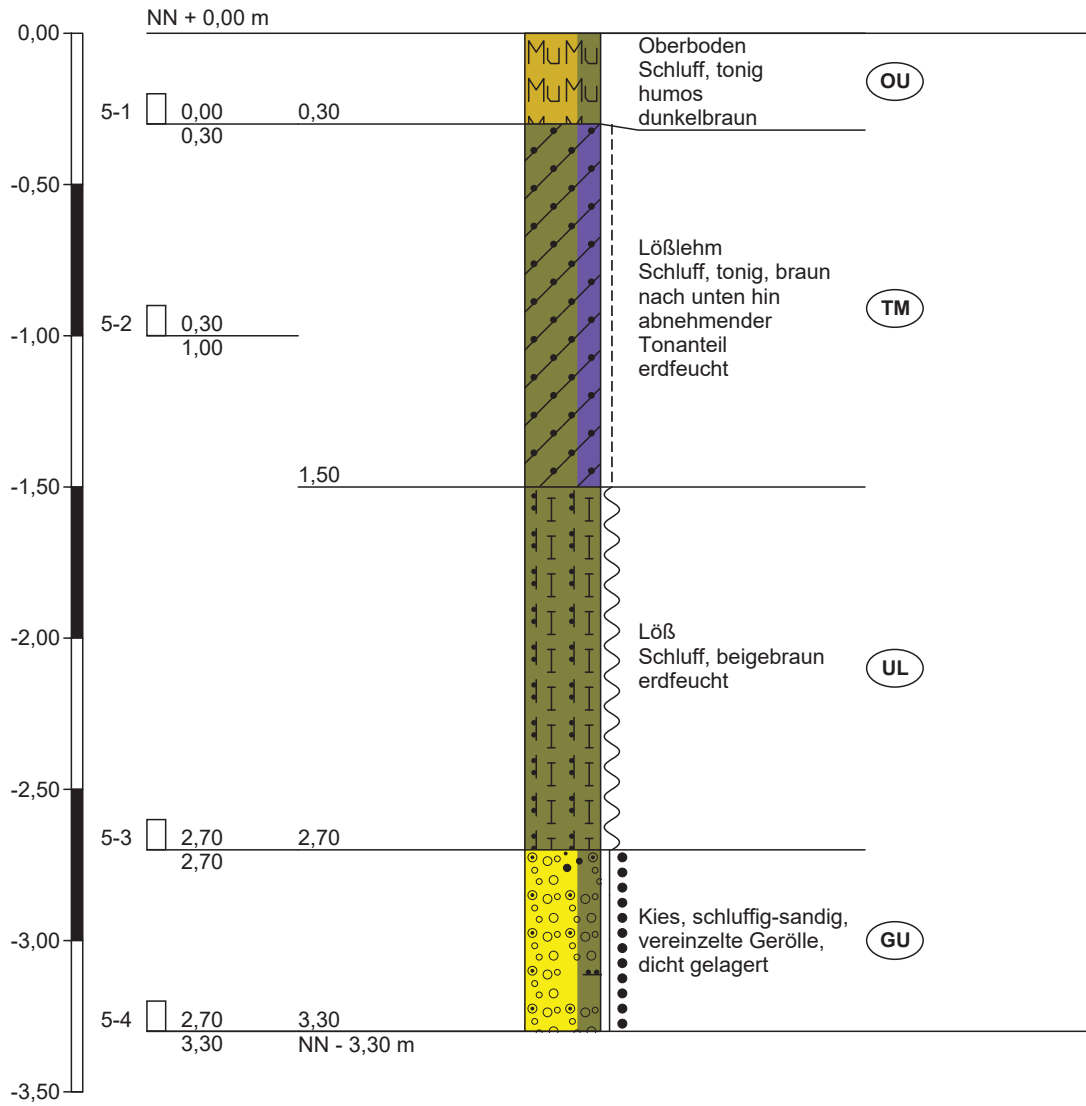 NN + 0,00 m
0,00
Oberboden
Schluff, tonig
humos
dunkelbraun
OU
Mu Mu
Mu Mu
5-1 0,00 0,30
0,30
-0,50
Lößlehm
Schluff, tonig, braun
nach unten hin
abnehmender
Tonanteil
erdfeucht
TM
5-2 0,30
-1,00
1,00
1,50
-1,50
-2,00
Löß
Schluff, beigebraun
erdfeucht
UL
-2,50
5-3 2,70 2,70
2,70
Kies, schluffig-sandig,
vereinzelte Gerölle,
dicht gelagert
GU
-3,00
5-4 2,70 3,30
3,30 NN - 3,30 m
-3,50